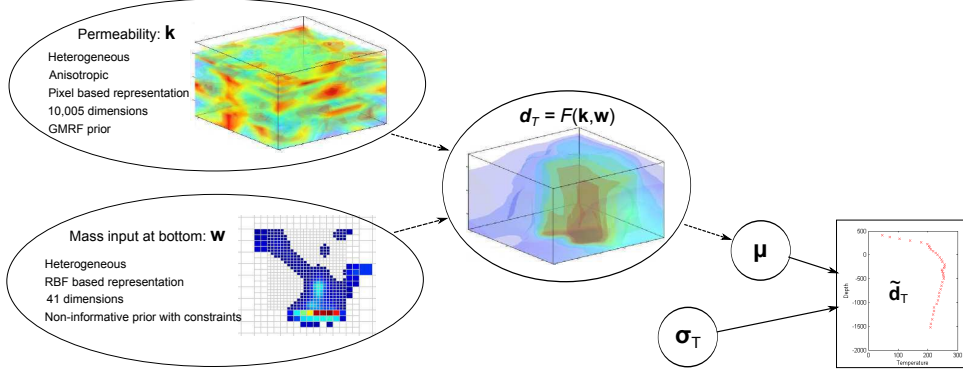 Permeability: k
Heterogeneous
Anisotropic
Pixel based representation
10,005 dimensions
GMRF prior
Mass input at bottom: w
Heterogeneous
RBF based representation
41 dimensions
Non-informative prior with constraints
d_T = F(k,w)
μ
σ_T
d̃_T
Depth
500
0
-500
-1000
-1500
-2000
0 100 200 300
Temperature